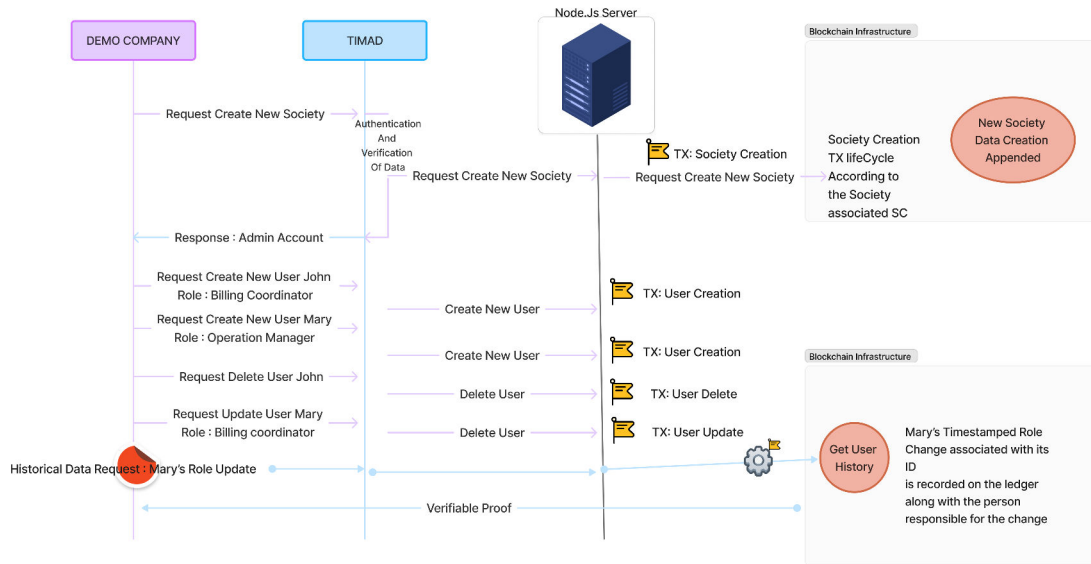 Node.Js Server
DEMO COMPANY
TIMAD
Blockchain Infrastructure
Request Create New Society
Authentication
And
Verification
Of Data
Request Create New Society
TX: Society Creation
Request Create New Society
Society Creation
TX lifeCycle
According to
the Society
associated SC
New Society
Data Creation
Appended
Response : Admin Account
Request Create New User John
Role : Billing Coordinator
Create New User
TX: User Creation
Request Create New User Mary
Role : Operation Manager
Create New User
TX: User Creation
Blockchain Infrastructure
Request Delete User John
Delete User
TX: User Delete
Request Update User Mary
Role : Billing coordinator
Delete User
TX: User Update
Historical Data Request : Mary's Role Update
Get User
History
Mary's Timestamped Role
Change associated with its
ID
is recorded on the ledger
along with the person
responsible for the change
Verifiable Proof